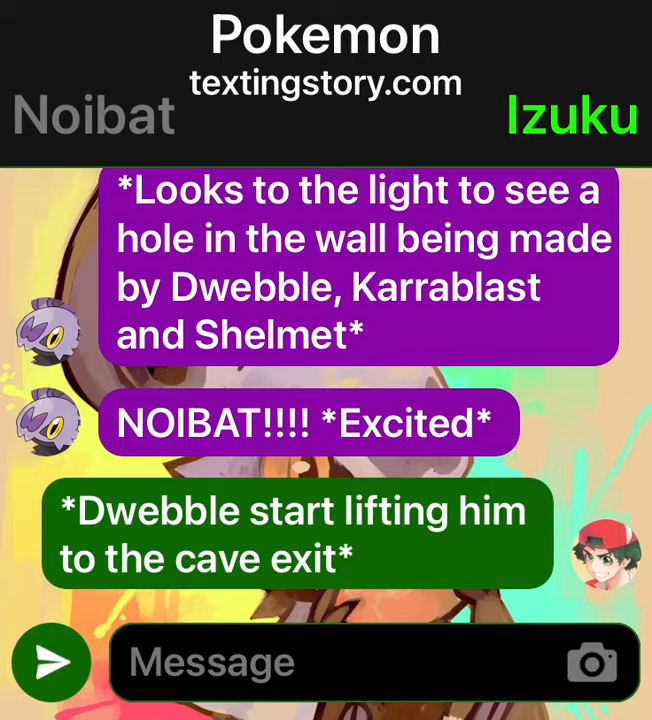 Pokemon
textingstory.com
Noibat
Izuku
*Looks to the light to see a
hole in the wall being made
by Dwebble, Karrablast
and Shelmet*
NOIBAT!!!! *Excited*
*Dwebble start lifting him
to the cave exit*
Message